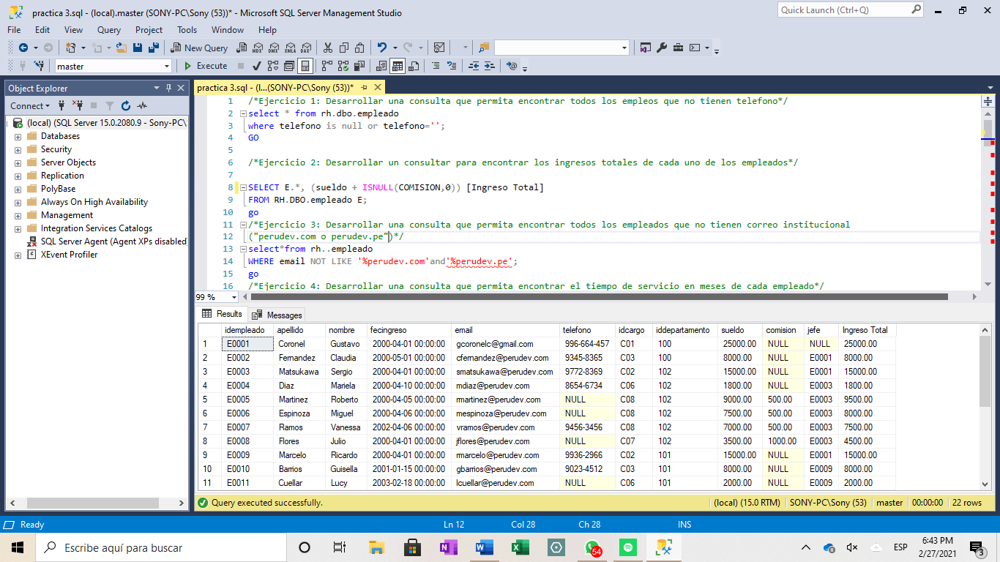 practica 3.sql - (local).master (SONY-PC\Sony (53))* - Microsoft SQL Server Management Studio
Quick Launch (Ctrl+Q)
File Edit View Query Project Tools Window Help
New Query
MDX DMX XMLA DAX
master
Execute
Object Explorer
Connect
(local) (SQL Server 15.0.2080.9 - Sony-PC\
Databases
Security
Server Objects
Replication
PolyBase
Always On High Availability
Management
Integration Services Catalogs
SQL Server Agent (Agent XPs disabled
XEvent Profiler
practica 3.sql - (l...(SONY-PC\Sony (53))*
1 /*Ejercicio 1: Desarrollar una consulta que permita encontrar todos los empleos que no tienen telefono*/
2 select * from rh.dbo.empleado
3 where telefono is null or telefono='';
4 GO
5
6 /*Ejercicio 2: Desarrollar un consultar para encontrar los ingresos totales de cada uno de los empleados*/
7
8 SELECT E.*, (sueldo + ISNULL(COMISION,0)) [Ingreso Total]
9 FROM RH.DBO.empleado E;
10 go
11 /*Ejercicio 3: Desarrollar una consulta que permita encontrar todos los empleados que no tienen correo institucional
12 ("perudev.com o perudev.pe")*/
13 select*from rh..empleado
14 WHERE email NOT LIKE '%perudev.com'and'%perudev.pe';
15 go
16 /*Ejercicio 4: Desarrollar una consulta que permita encontrar el tiempo de servicio en meses de cada empleado*/
99 %
Results Messages
idempleado apellido nombre fecingreso email telefono idcargo iddepartamento sueldo comision jefe Ingreso Total
1 E0001 Coronel Gustavo 2000-04-01 00:00:00 gcoronelc@gmail.com 996-664-457 C01 100 25000.00 NULL NULL 25000.00
2 E0002 Fernandez Claudia 2000-05-01 00:00:00 cfernandez@perudev.com 9345-8365 C03 100 8000.00 NULL E0001 8000.00
3 E0003 Matsukawa Sergio 2000-04-01 00:00:00 smatsukawa@perudev.com 9772-8369 C02 102 15000.00 NULL E0001 15000.00
4 E0004 Diaz Mariela 2000-04-10 00:00:00 mdiaz@perudev.com 8654-6734 C06 102 1800.00 NULL E0003 1800.00
5 E0005 Martinez Roberto 2000-04-05 00:00:00 rmartinez@perudev.com NULL C08 102 9000.00 500.00 E0003 9500.00
6 E0006 Espinoza Miguel 2000-04-06 00:00:00 mespinoza@perudev.com NULL C08 102 7500.00 500.00 E0003 8000.00
7 E0007 Ramos Vanessa 2002-04-06 00:00:00 vramos@perudev.com 9456-3456 C08 102 7000.00 500.00 E0003 7500.00
8 E0008 Flores Julio 2000-04-01 00:00:00 jflores@perudev.com NULL C07 102 3500.00 1000.00 E0003 4500.00
9 E0009 Marcelo Ricardo 2000-04-01 00:00:00 rmarcelo@perudev.com 9936-2966 C02 101 15000.00 NULL E0001 15000.00
10 E0010 Barrios Guisella 2001-01-15 00:00:00 gbarrios@perudev.com 9023-4512 C03 101 8000.00 NULL E0009 8000.00
11 E0011 Cuellar Lucy 2003-02-18 00:00:00 lcuellar@perudev.com NULL C06 101 2000.00 NULL E0009 2000.00
Query executed successfully. (local) (15.0 RTM) SONY-PC\Sony (53) master 00:00:00 22 rows
Ready Ln 12 Col 28 Ch 28 INS
Escribe aquí para buscar
54
ESP
6:43 PM
2/27/2021
3